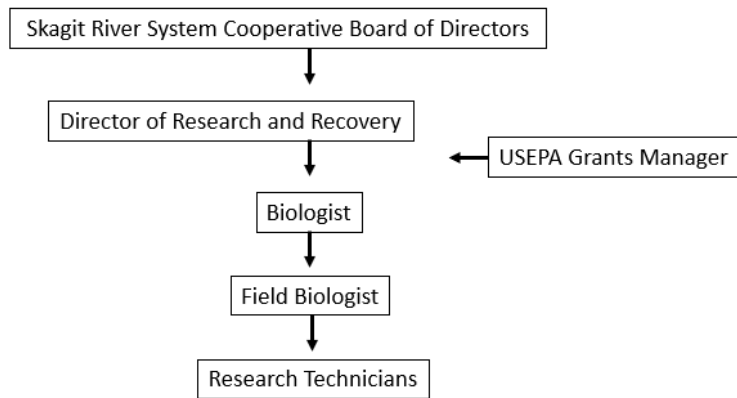 Skagit River System Cooperative Board of Directors
Director of Research and Recovery
USEPA Grants Manager
Biologist
Field Biologist
Research Technicians